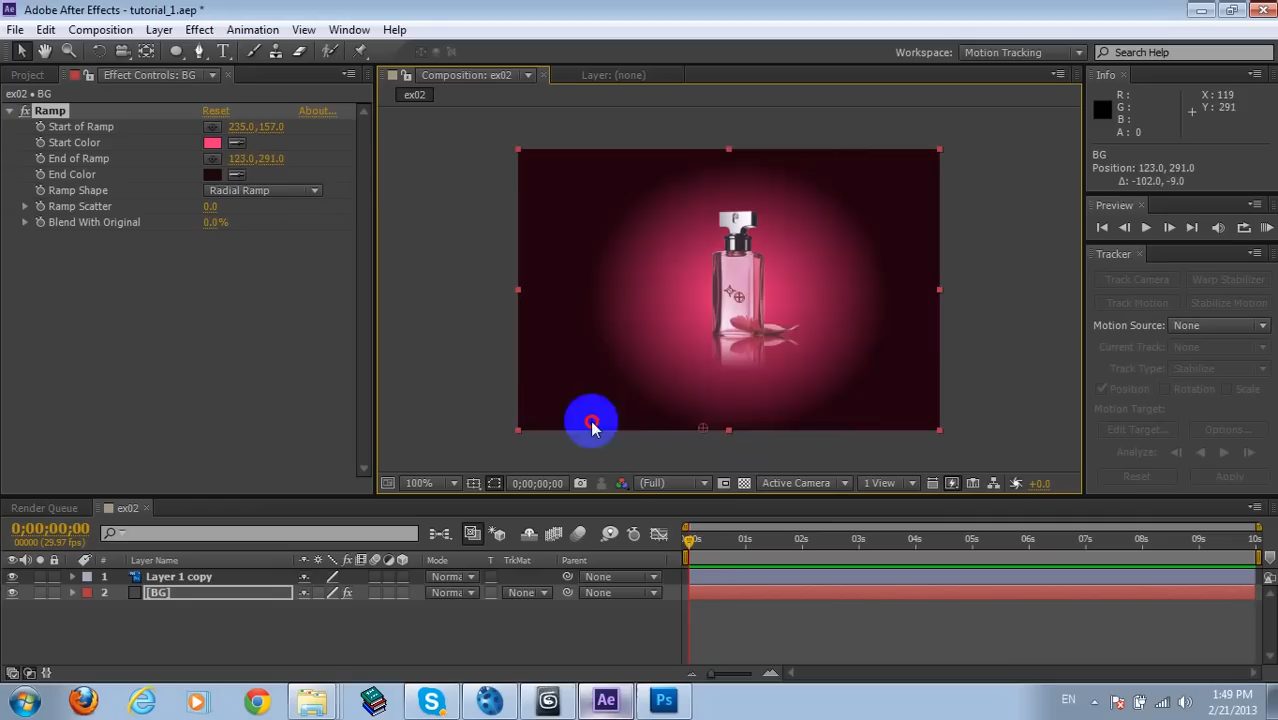 Adobe After Effects - tutorial_1.aep *
File Edit Composition Layer Effect Animation View Window Help
Workspace: Motion Tracking Search Help
Project Effect Controls: BG Composition: ex02 Layer: (none) Info
ex02 • BG
ex02
Ramp Reset About...
Start of Ramp 235.0,157.0
Start Color
End of Ramp 123.0,291.0
End Color
Ramp Shape Radial Ramp
Ramp Scatter 0.0
Blend With Original 0.0%
R :
G :
B :
A : 0
X : 119
Y : 291
BG
Position: 123.0, 291.0
Δ: -102.0, -9.0
Preview
Tracker
Track Camera Warp Stabilizer
Track Motion Stabilize Motion
Motion Source: None
Current Track: None
Track Type: Stabilize
Position Rotation Scale
Motion Target:
Edit Target... Options...
Analyze:
Reset Apply
100% 0;00;00;00 (Full) Active Camera 1 View +0.0
Render Queue ex02
0;00;00;00
00000 (29.97 fps)
00s 01s 02s 03s 04s 05s 06s 07s 08s 09s 10s
# Layer Name Mode T TrkMat Parent
1 Layer 1 copy Norma None
2 [BG] Norma None None
EN 1:49 PM
2/21/2013